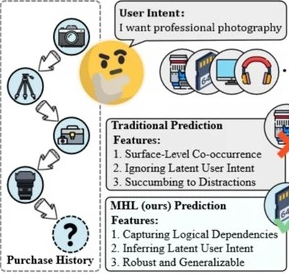 User Intent:
I want professional photography
Traditional Prediction
Features:
1. Surface-Level Co-occurrence
2. Ignoring Latent User Intent
3. Succumbing to Distractions
MHL (ours) Prediction
Features:
1. Capturing Logical Dependencies
2. Inferring Latent User Intent
3. Robust and Generalizable
?
Purchase History